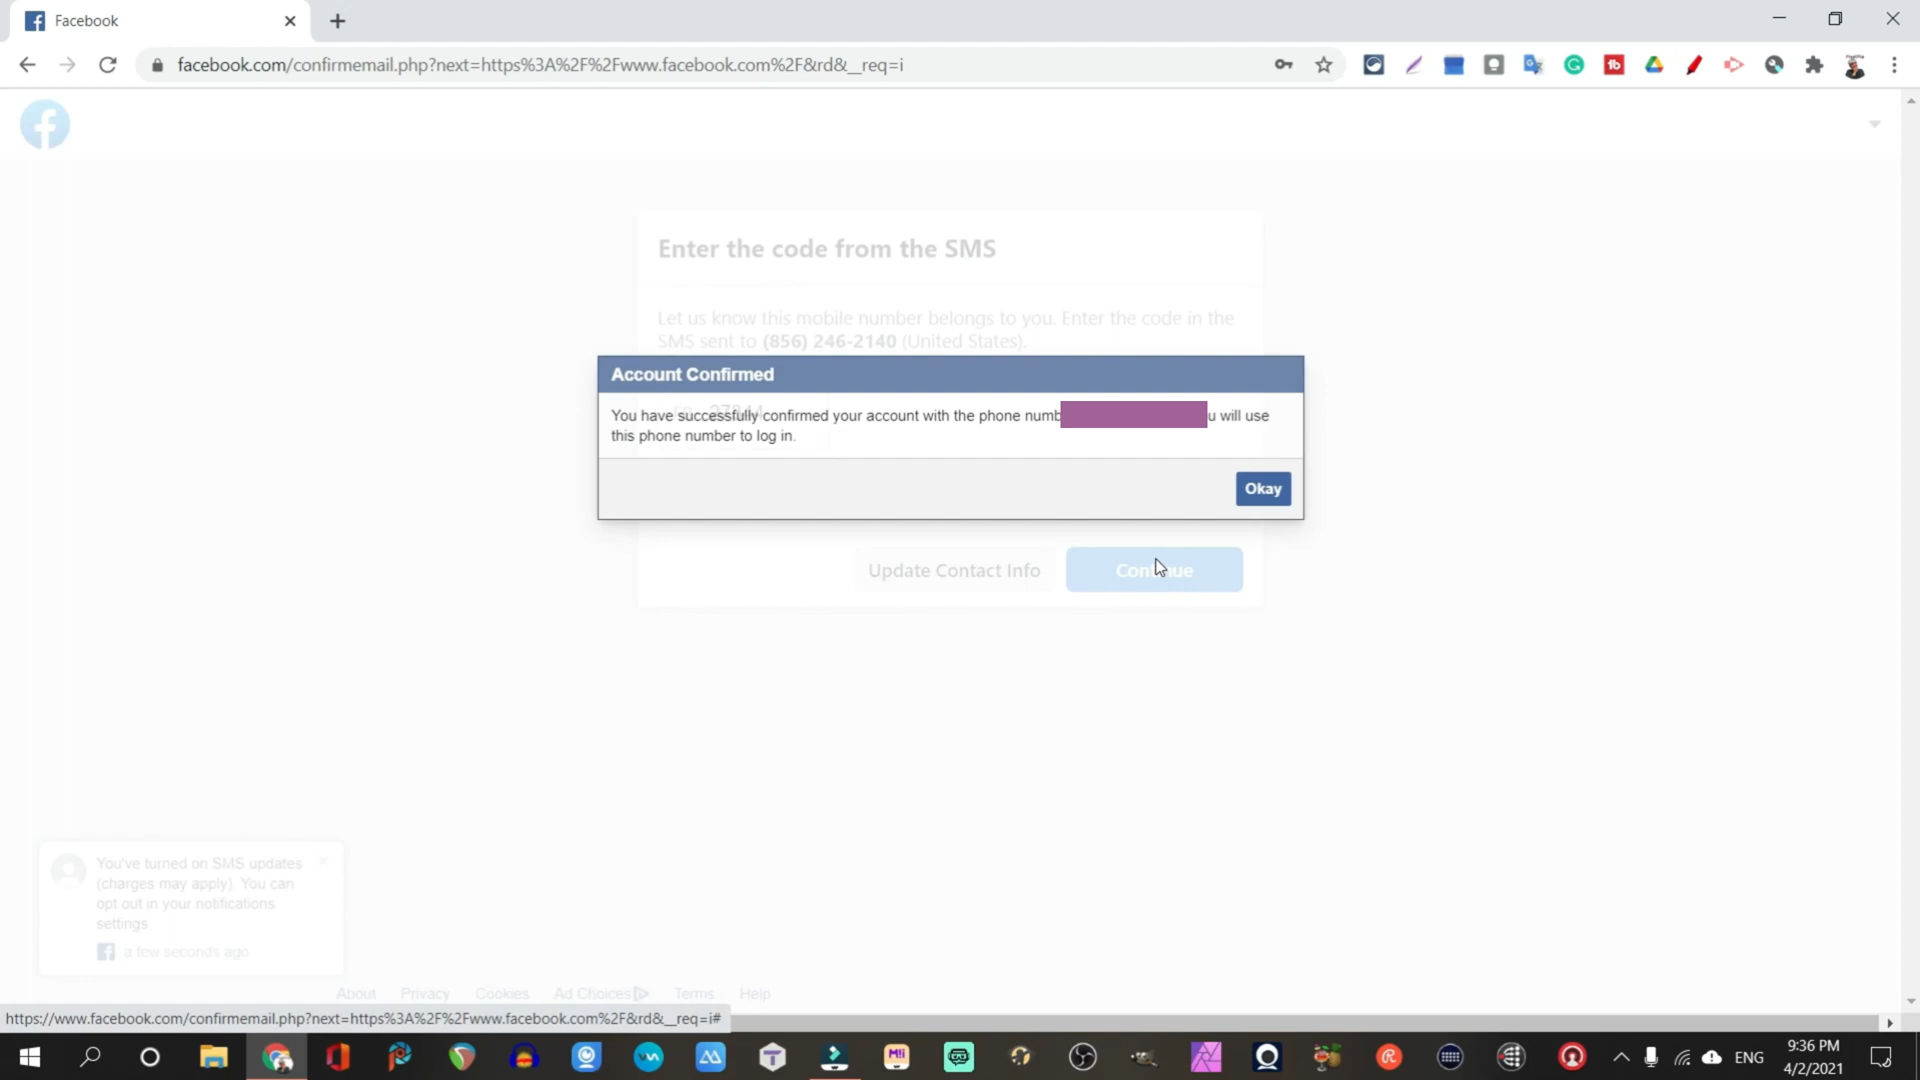 Facebook
facebook.com/confirmemail.php?next=https%3A%2F%2Fwww.facebook.com%2F&rd&__req=i
Enter the code from the SMS
Let us know this mobile number belongs to you. Enter the code in the
SMS sent to (856) 246-2140 (United States).
Account Confirmed
You have successfully confirmed your account with the phone numb u will use
this phone number to log in.
Okay
Update Contact Info
Continue
You've turned on SMS updates
(charges may apply). You can
opt out in your notifications
settings.
a few seconds ago
About Privacy Cookies Ad Choices Terms Help
https://www.facebook.com/confirmemail.php?next=https%3A%2F%2Fwww.facebook.com%2F&rd&__req=i#
ENG
9:36 PM
4/2/2021